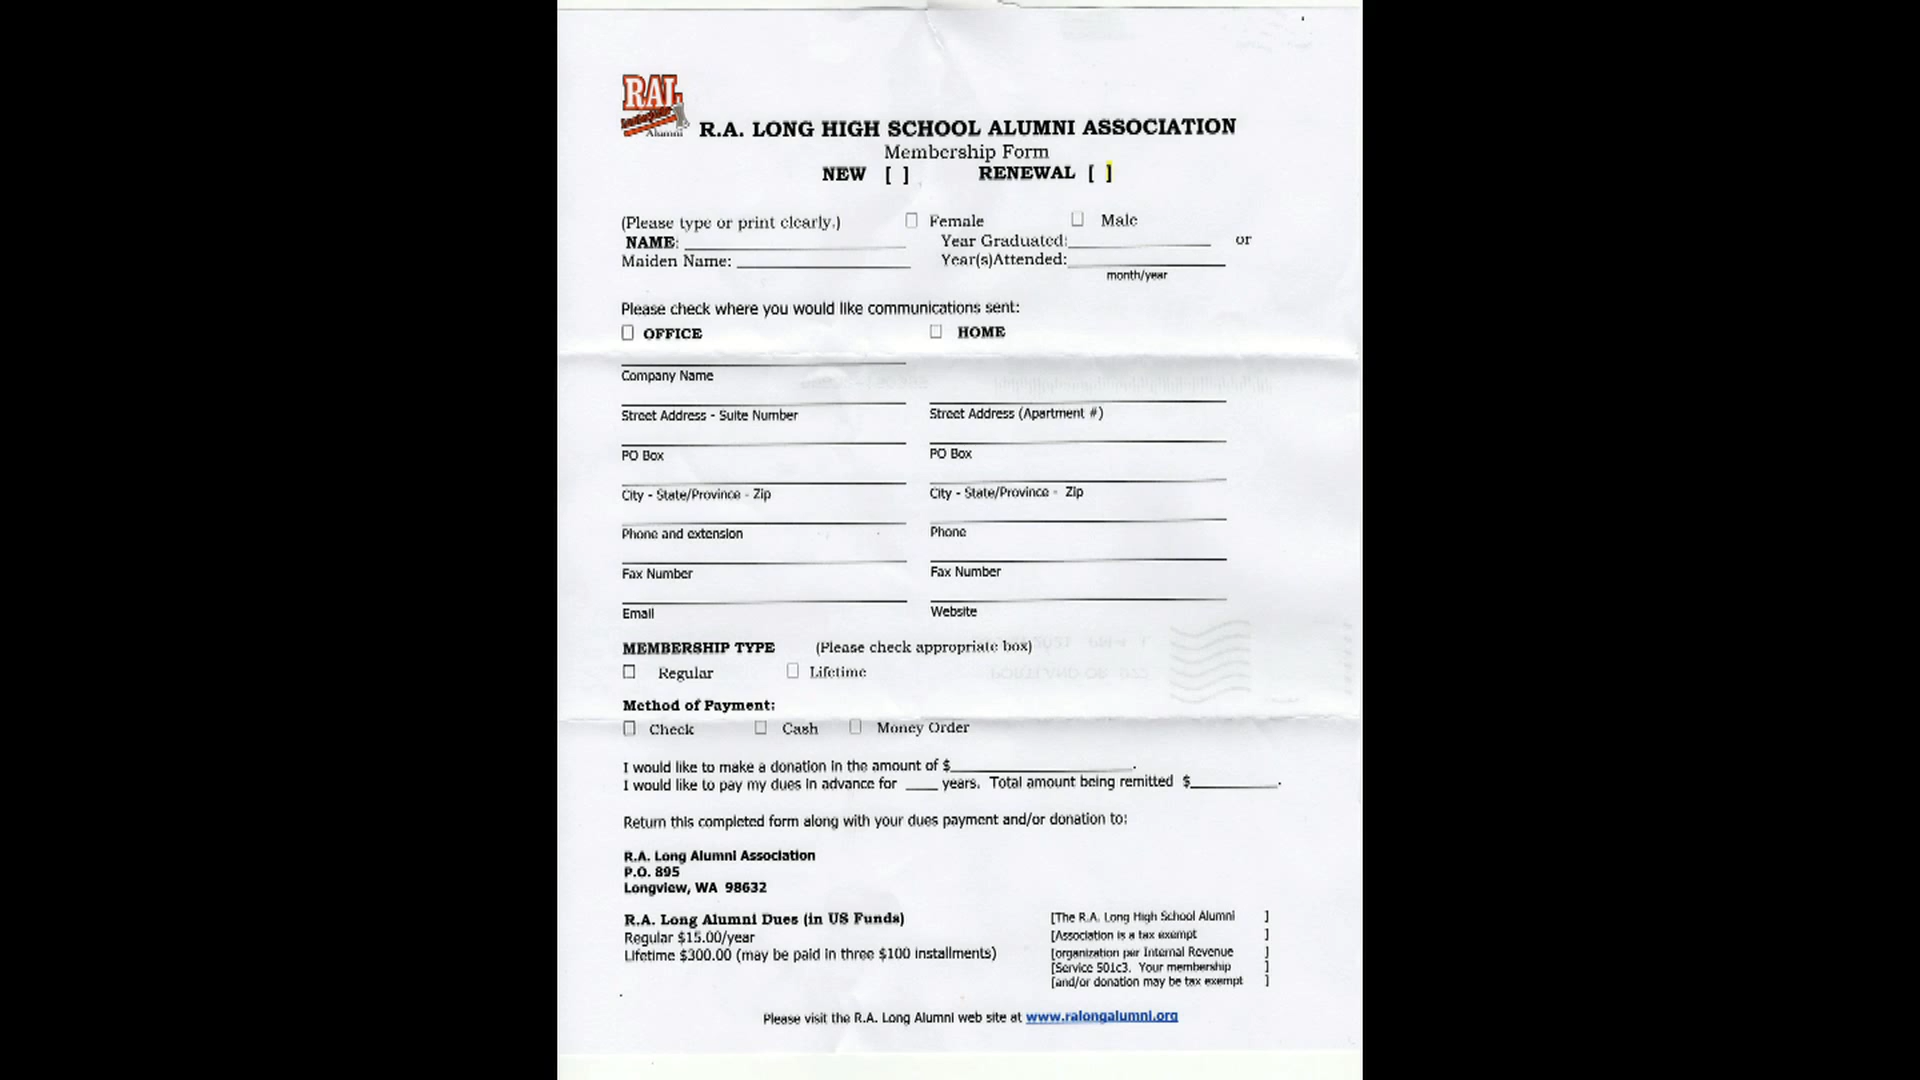 RAL
Alumni
R.A. LONG HIGH SCHOOL ALUMNI ASSOCIATION
Membership Form
NEW [ ] RENEWAL [ ]
(Please type or print clearly.) Female Male
NAME: Year Graduated: or
Maiden Name: Year(s)Attended:
month/year
Please check where you would like communications sent:
OFFICE HOME
Company Name
Street Address - Suite Number Street Address (Apartment #)
PO Box PO Box
City - State/Province - Zip City - State/Province - Zip
Phone and extension Phone
Fax Number Fax Number
Email Website
MEMBERSHIP TYPE (Please check appropriate box)
Regular Lifetime
Method of Payment:
Check Cash Money Order
I would like to make a donation in the amount of $__________.
I would like to pay my dues in advance for ____ years. Total amount being remitted $__________.
Return this completed form along with your dues payment and/or donation to:
R.A. Long Alumni Association
P.O. 895
Longview, WA 98632
R.A. Long Alumni Dues (in US Funds)
Regular $15.00/year
Lifetime $300.00 (may be paid in three $100 installments)
[The R.A. Long High School Alumni ]
[Association is a tax exempt ]
[organization per Internal Revenue ]
[Service 501c3. Your membership ]
[and/or donation may be tax exempt ]
Please visit the R.A. Long Alumni web site at www.ralongalumni.org